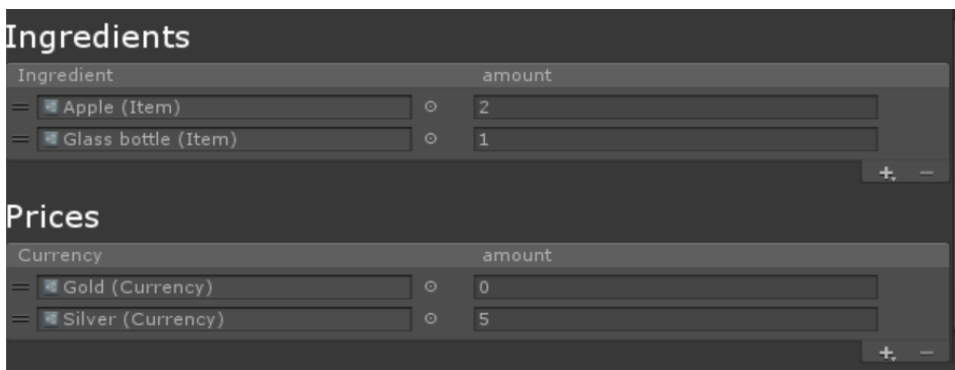 Ingredients
Ingredient amount
Apple (Item) 2
Glass bottle (Item) 1
Prices
Currency amount
Gold (Currency) 0
Silver (Currency) 5